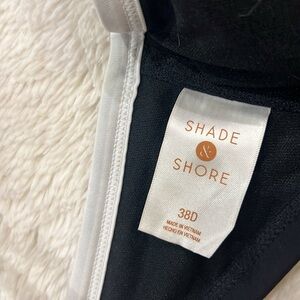 SHADE
&
SHORE
38D
MADE IN VIETNAM
HECHO EN VIETNAM